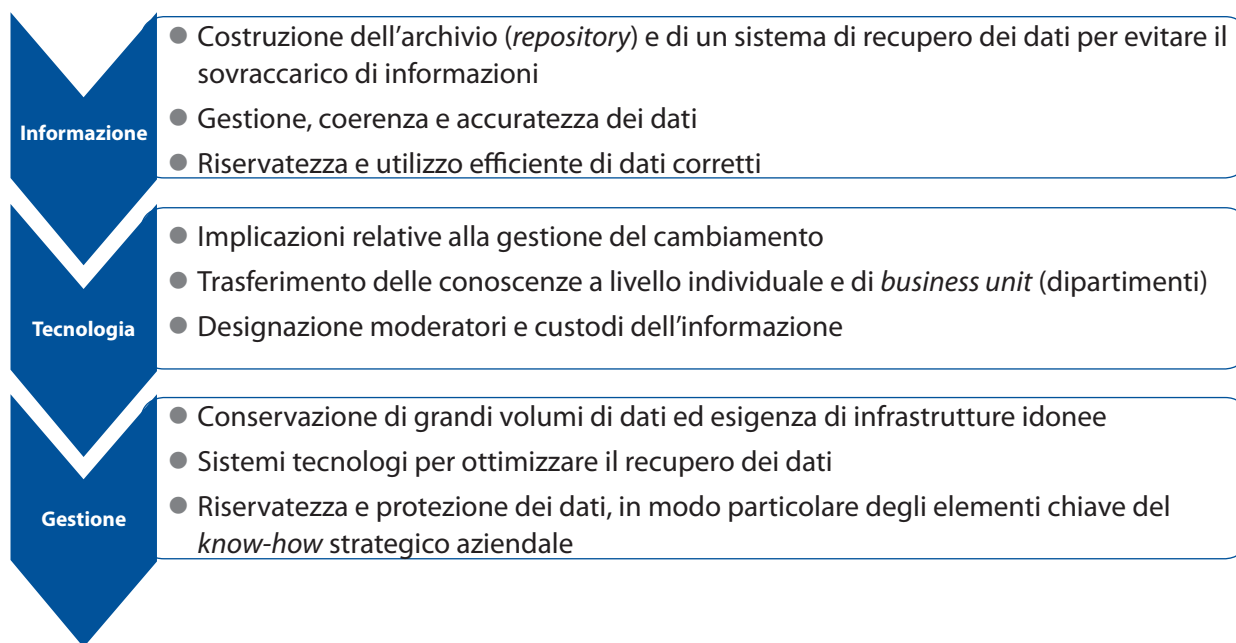 Informazione
● Costruzione dell'archivio (repository) e di un sistema di recupero dei dati per evitare il
sovraccarico di informazioni
● Gestione, coerenza e accuratezza dei dati
● Riservatezza e utilizzo efficiente di dati corretti
Tecnologia
● Implicazioni relative alla gestione del cambiamento
● Trasferimento delle conoscenze a livello individuale e di business unit (dipartimenti)
● Designazione moderatori e custodi dell'informazione
Gestione
● Conservazione di grandi volumi di dati ed esigenza di infrastrutture idonee
● Sistemi tecnologi per ottimizzare il recupero dei dati
● Riservatezza e protezione dei dati, in modo particolare degli elementi chiave del
know-how strategico aziendale